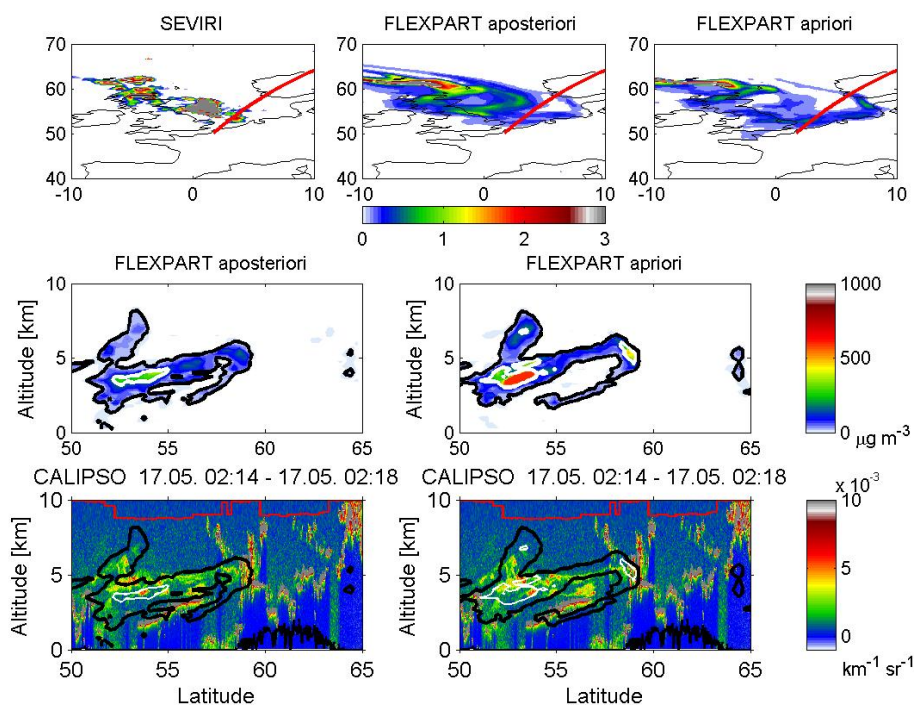 SEVIRI FLEXPART aposteriori FLEXPART apriori
70 70 70
60 60 60
50 50 50
40 40 40
-10 0 10 -10 0 10 -10 0 10
0 1 2 3
FLEXPART aposteriori FLEXPART apriori
10 10 1000
Altitude [km] 5 Altitude [km] 5 500
0 0 0
50 55 60 65 50 55 60 65 μg m⁻³
CALIPSO 17.05. 02:14 - 17.05. 02:18 CALIPSO 17.05. 02:14 - 17.05. 02:18 x 10⁻³
10 10 10
Altitude [km] 5 Altitude [km] 5 5
0 0 0
50 55 60 65 50 55 60 65
Latitude Latitude km⁻¹ sr⁻¹